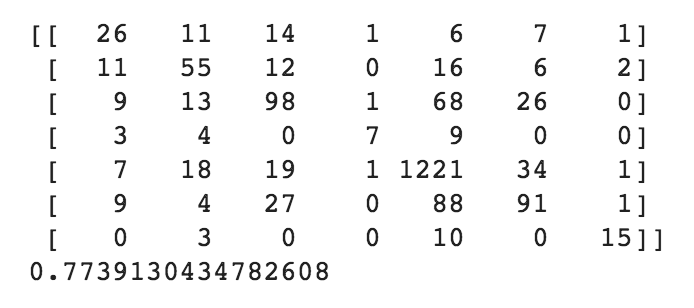 [[ 26 11 14 1 6 7 1]
[ 11 55 12 0 16 6 2]
[ 9 13 98 1 68 26 0]
[ 3 4 0 7 9 0 0]
[ 7 18 19 1 1221 34 1]
[ 9 4 27 0 88 91 1]
[ 0 3 0 0 10 0 15]]
0.7739130434782608